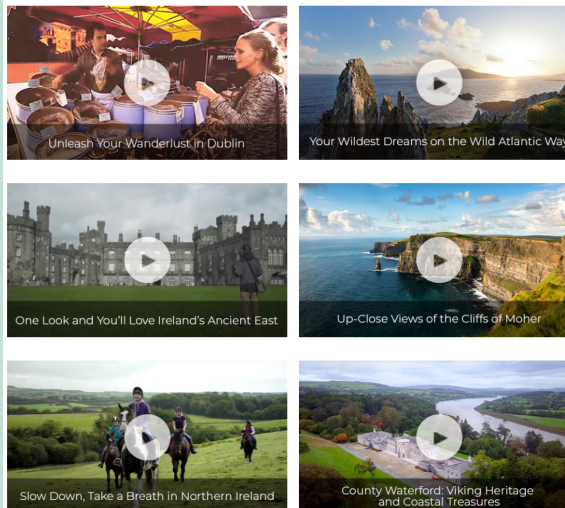 Unleash Your Wanderlust in Dublin
Your Wildest Dreams on the Wild Atlantic Way
One Look and You'll Love Ireland's Ancient East
Up-Close Views of the Cliffs of Moher
Slow Down, Take a Breath in Northern Ireland
County Waterford: Viking Heritage
and Coastal Treasures